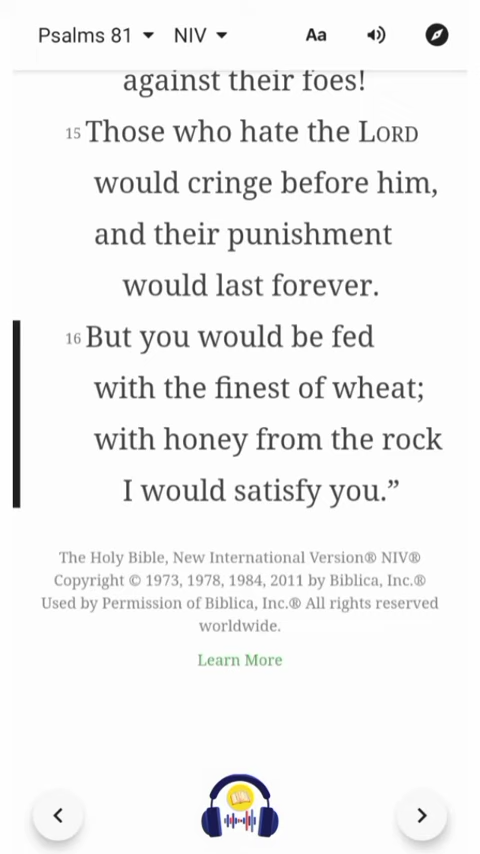 Psalms 81 NIV Aa
against their foes!
15 Those who hate the LORD
would cringe before him,
and their punishment
would last forever.
16 But you would be fed
with the finest of wheat;
with honey from the rock
I would satisfy you.”
The Holy Bible, New International Version® NIV®
Copyright © 1973, 1978, 1984, 2011 by Biblica, Inc.®
Used by Permission of Biblica, Inc.® All rights reserved
worldwide.
Learn More